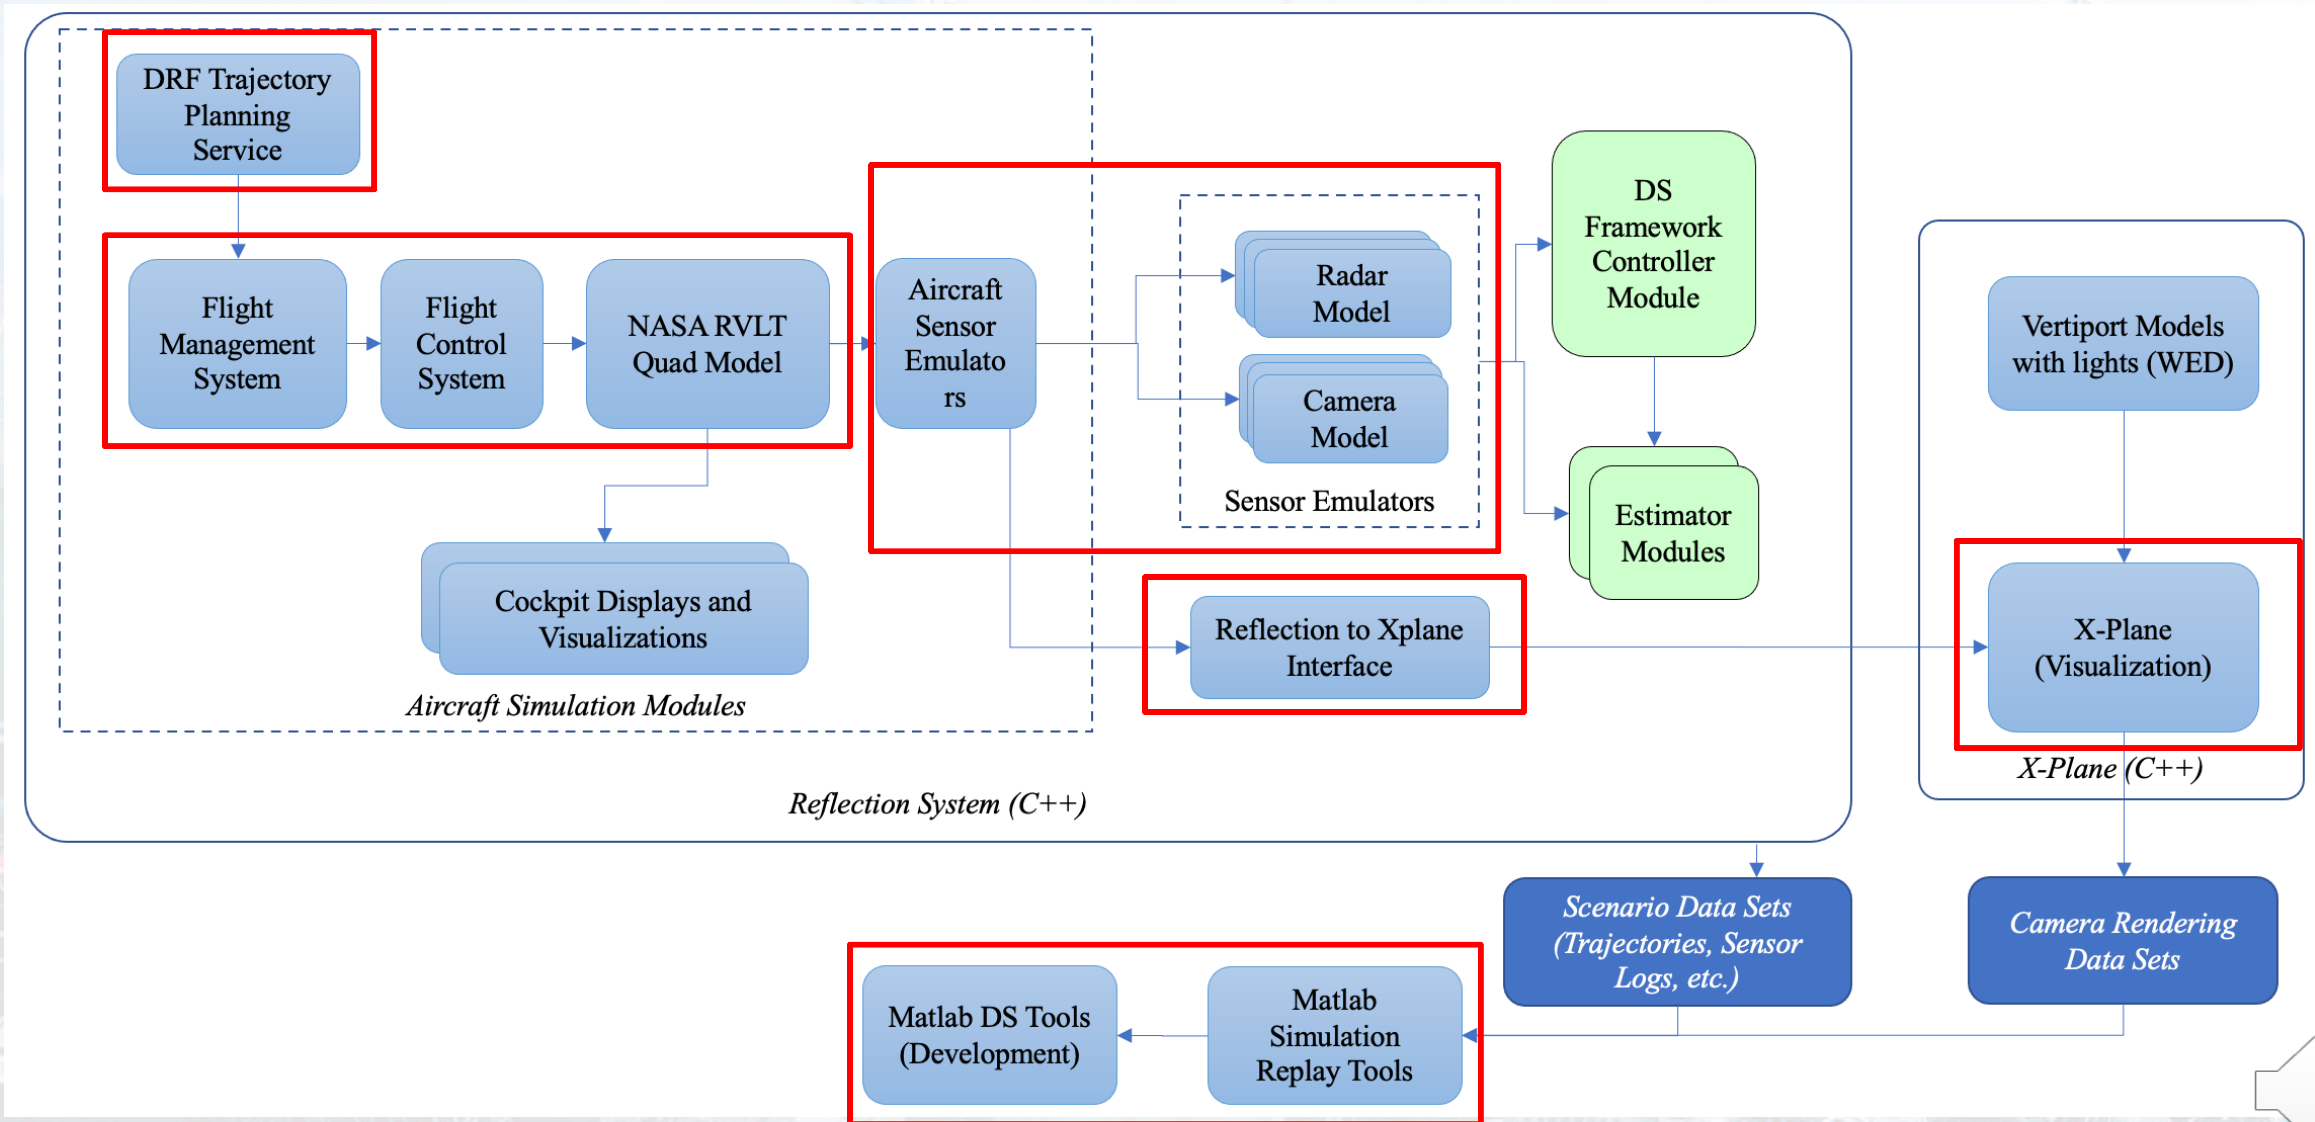 DRF Trajectory
Planning
Service
Flight
Management
System
Flight
Control
System
NASA RVLT
Quad Model
Aircraft
Sensor
Emulato
rs
Radar
Model
Camera
Model
Sensor Emulators
DS
Framework
Controller
Module
Estimator
Modules
Cockpit Displays and
Visualizations
Aircraft Simulation Modules
Reflection to Xplane
Interface
Reflection System (C++)
Vertiport Models
with lights (WED)
X-Plane
(Visualization)
X-Plane (C++)
Scenario Data Sets
(Trajectories, Sensor
Logs, etc.)
Camera Rendering
Data Sets
Matlab DS Tools
(Development)
Matlab
Simulation
Replay Tools